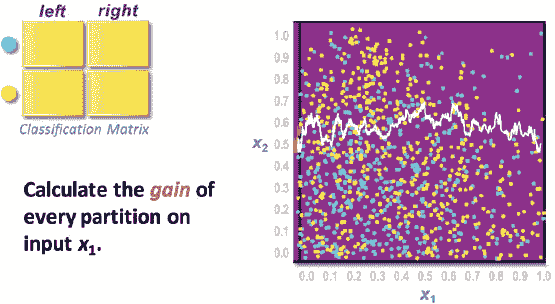 left right
Classification Matrix
Calculate the gain of
every partition on
input x1.
x2
1.0
0.9
0.8
0.7
0.6
0.5
0.4
0.3
0.2
0.1
0.0
0.0 0.1 0.2 0.3 0.4 0.5 0.6 0.7 0.8 0.9 1.0
x1